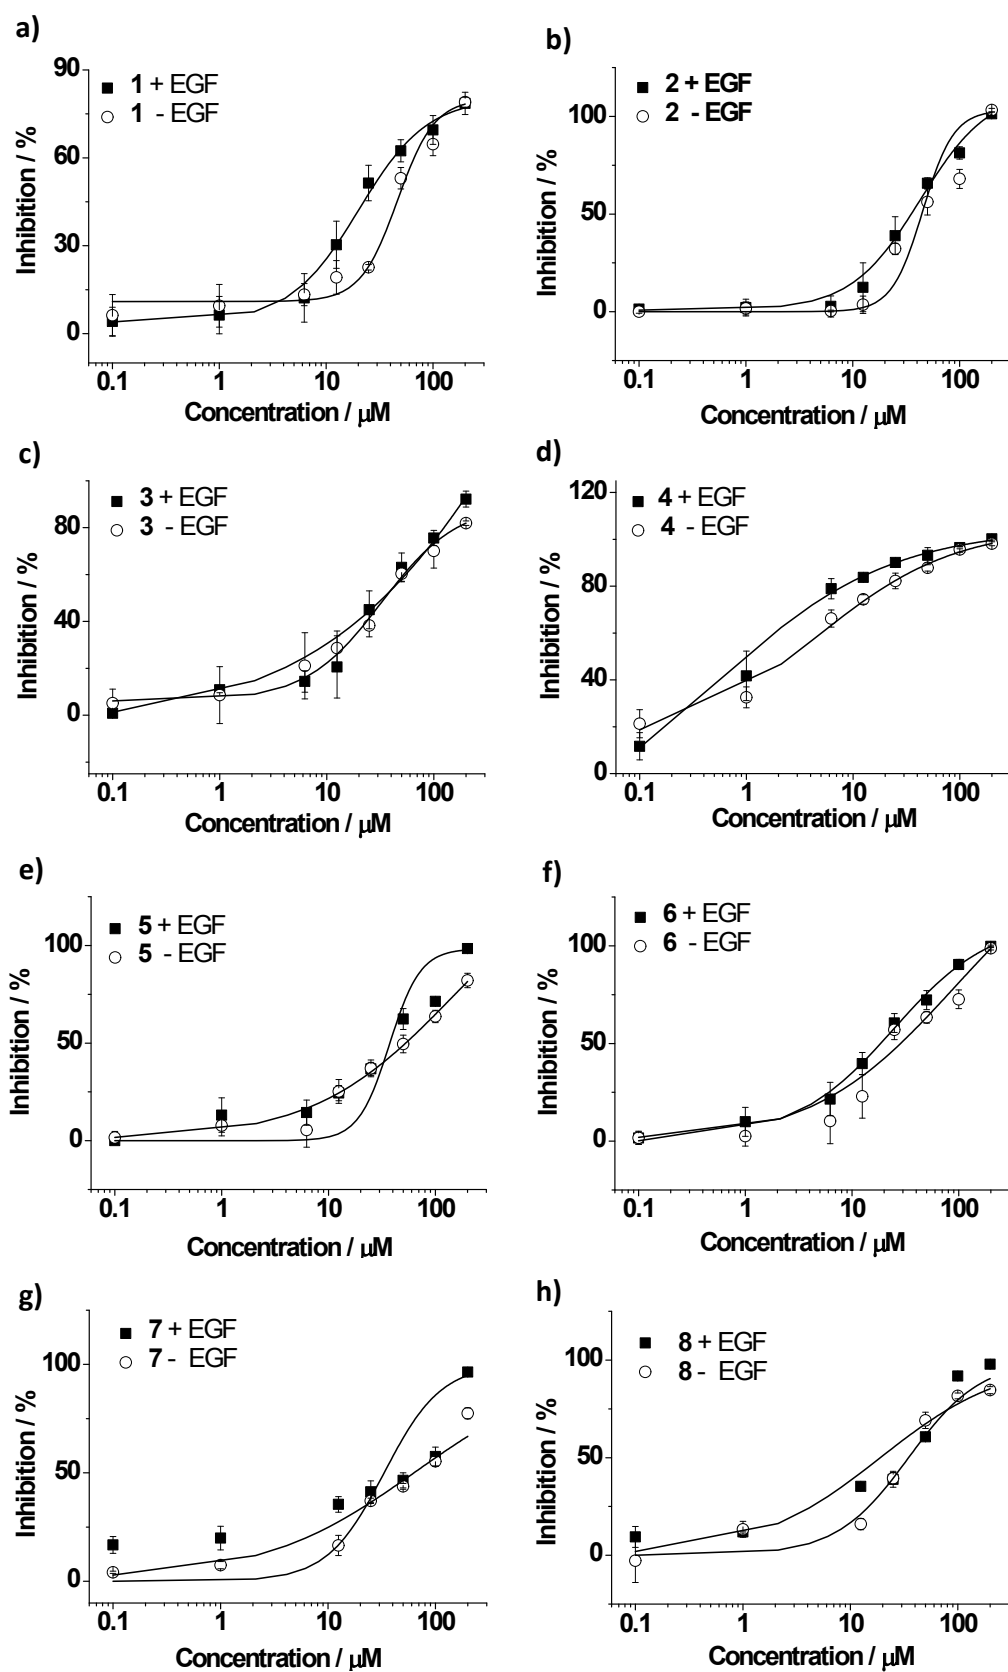 a)
90
60
30
0
Inhibition / %
1 + EGF
1 - EGF
0.1 1 10 100
Concentration / μM
b)
100
50
0
Inhibition / %
2 + EGF
2 - EGF
0.1 1 10 100
Concentration / μM
c)
80
40
0
Inhibition / %
3 + EGF
3 - EGF
0.1 1 10 100
Concentration / μM
d)
120
80
40
0
Inhibition / %
4 + EGF
4 - EGF
0.1 1 10 100
Concentration / μM
e)
100
50
0
Inhibition / %
5 + EGF
5 - EGF
0.1 1 10 100
Concentration / μM
f)
100
50
0
Inhibition / %
6 + EGF
6 - EGF
0.1 1 10 100
Concentration / μM
g)
100
50
0
Inhibition / %
7 + EGF
7 - EGF
0.1 1 10 100
Concentration / μM
h)
100
50
0
Inhibition / %
8 + EGF
8 - EGF
0.1 1 10 100
Concentration / μM